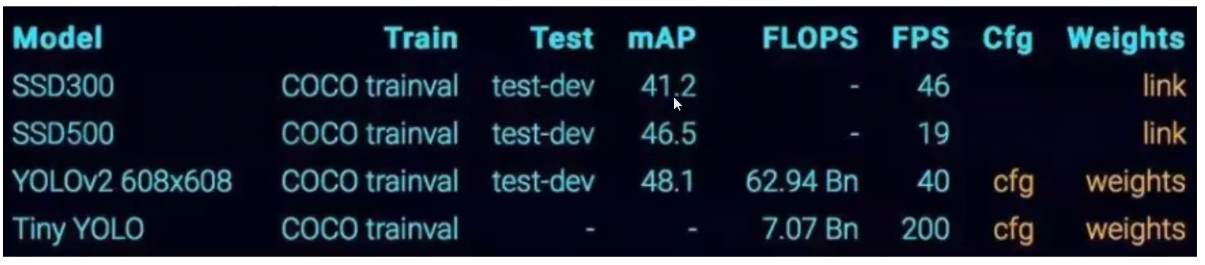 Model Train Test mAP FLOPS FPS Cfg Weights
SSD300 COCO trainval test-dev 41.2 - 46 link
SSD500 COCO trainval test-dev 46.5 - 19 link
YOLOv2 608x608 COCO trainval test-dev 48.1 62.94 Bn 40 cfg weights
Tiny YOLO COCO trainval - - 7.07 Bn 200 cfg weights